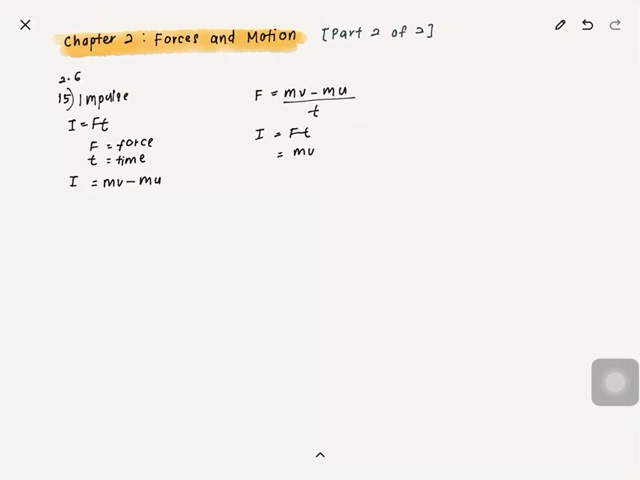 Chapter 2 : Forces and Motion [Part 2 of 2]
2.6
15) Impulse
I = Ft
F = force
t = time
I = mv - mu
F = mv - mu
t
I = Ft
= mv